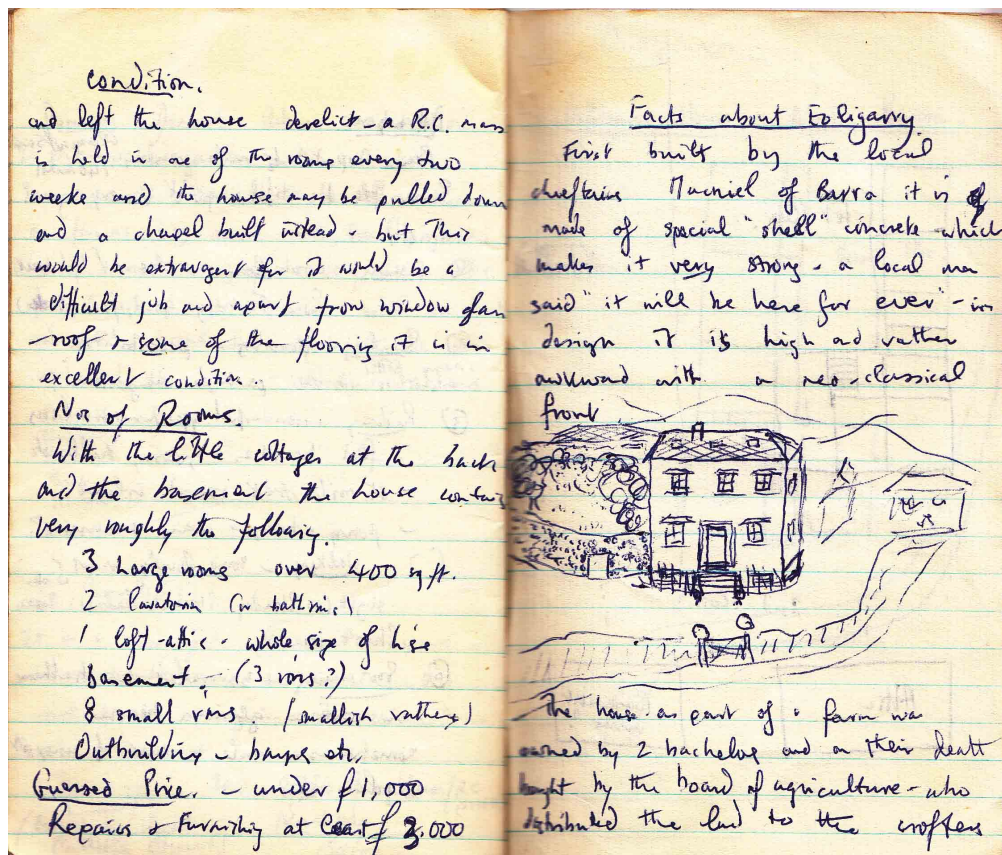 Condition.
and left the house derelict - a R.C. mass
is held in one of the rooms every two
weeks and the house may be pulled down
and a chapel built instead - but This
would be extravagent for it would be a
difficult job and apart from window glass
-roof & some of the flooring it is in
excellent condition.
Nos of Rooms.
With the little cottages at the back
and the basement the house contains
very roughly the following.
3 Large rooms over 400 sq ft.
2 lavatories (no bathrms)
1 loft-attic - whole size of hse
basement - (3 rms?)
8 small rms. (smallish rather)
Outbuilding - barns etc.
Guessed Price. - under £1,000
Repairs & Furnishing at least £3,000
Facts about Eoligarry.
First built by the local
chieftains Macniel of Barra it is
made of special "shell" concrete which
makes it very strong - a local man
said "it will be here for ever" - in
design it is high and rather
awkward with a neo-classical
front
The house as part of a farm was
owned by 2 bachelors and on their death
bought by the board of agriculture - who
distributed the land to the crofters